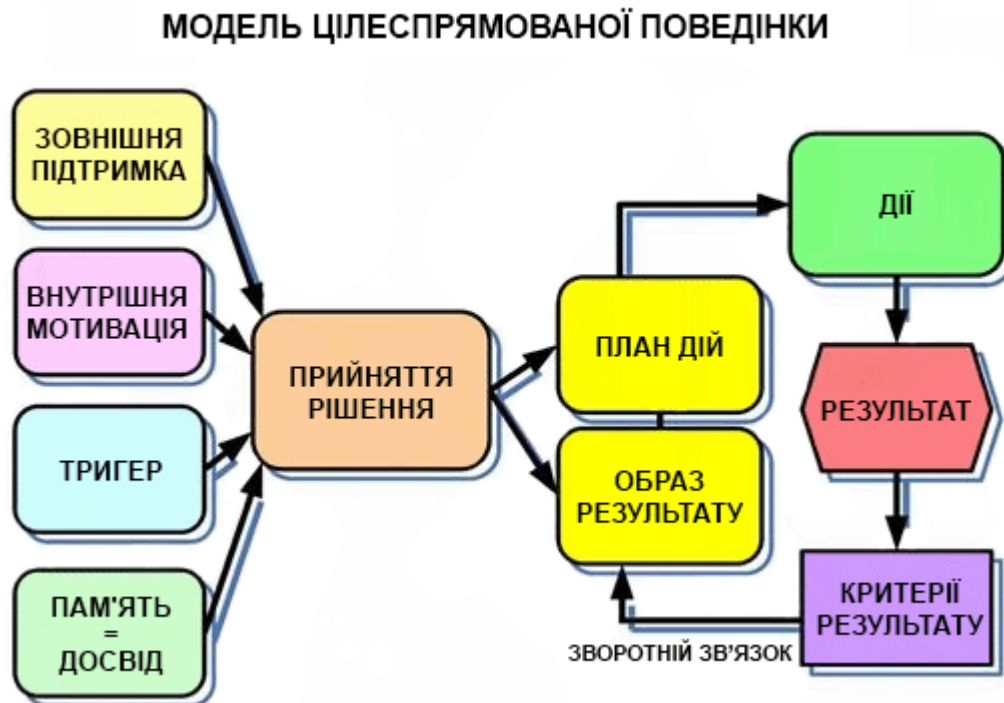 МОДЕЛЬ ЦІЛЕСПРЯМОВАНОЇ ПОВЕДІНКИ
ЗОВНІШНЯ
ПІДТРИМКА
ВНУТРІШНЯ
МОТИВАЦІЯ
ТРИГЕР
ПАМ'ЯТЬ
=
ДОСВІД
ПРИЙНЯТТЯ
РІШЕННЯ
ПЛАН ДІЙ
ОБРАЗ
РЕЗУЛЬТАТУ
ДІЇ
РЕЗУЛЬТАТ
КРИТЕРІЇ
РЕЗУЛЬТАТУ
ЗВОРОТНІЙ ЗВ'ЯЗОК